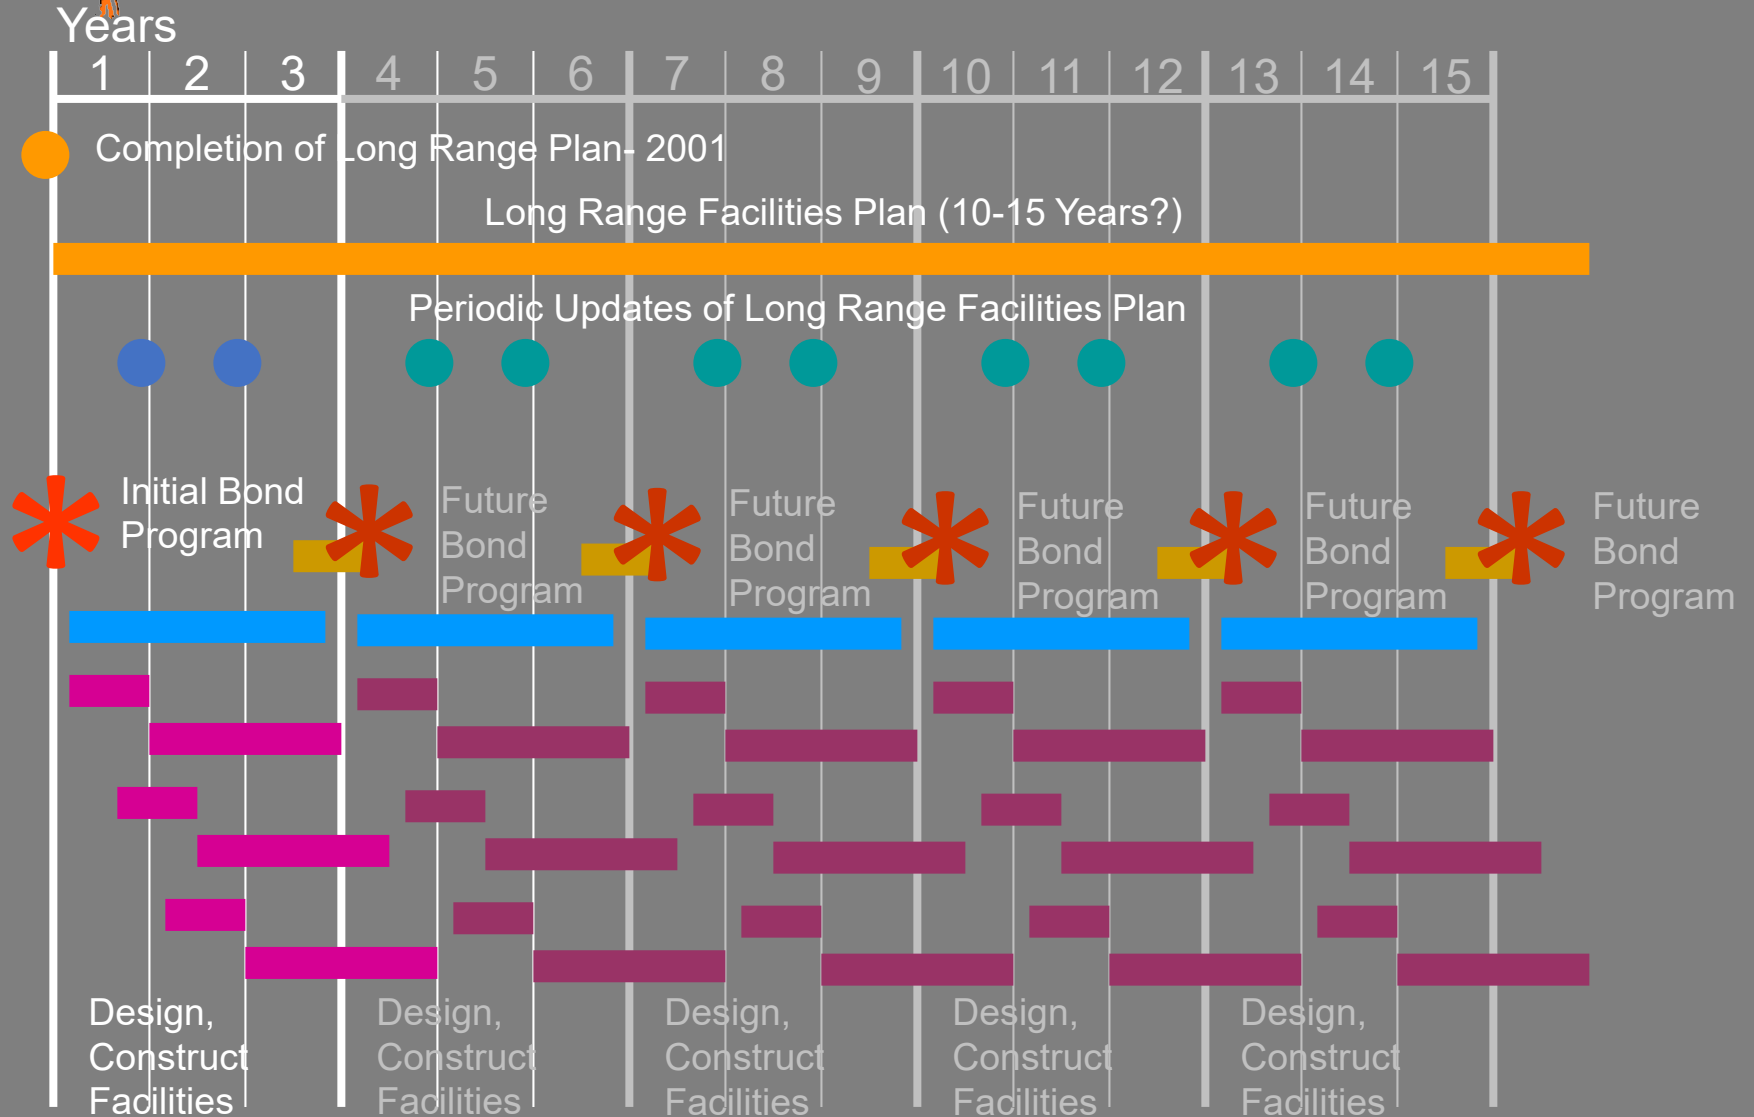 Years
1 2 3 4 5 6 7 8 9 10 11 12 13 14 15
Completion of Long Range Plan- 2001
Long Range Facilities Plan (10-15 Years?)
Periodic Updates of Long Range Facilities Plan
Initial Bond
Program
Future
Bond
Program
Future
Bond
Program
Future
Bond
Program
Future
Bond
Program
Future
Bond
Program
Design,
Construct
Facilities
Design,
Construct
Facilities
Design,
Construct
Facilities
Design,
Construct
Facilities
Design,
Construct
Facilities